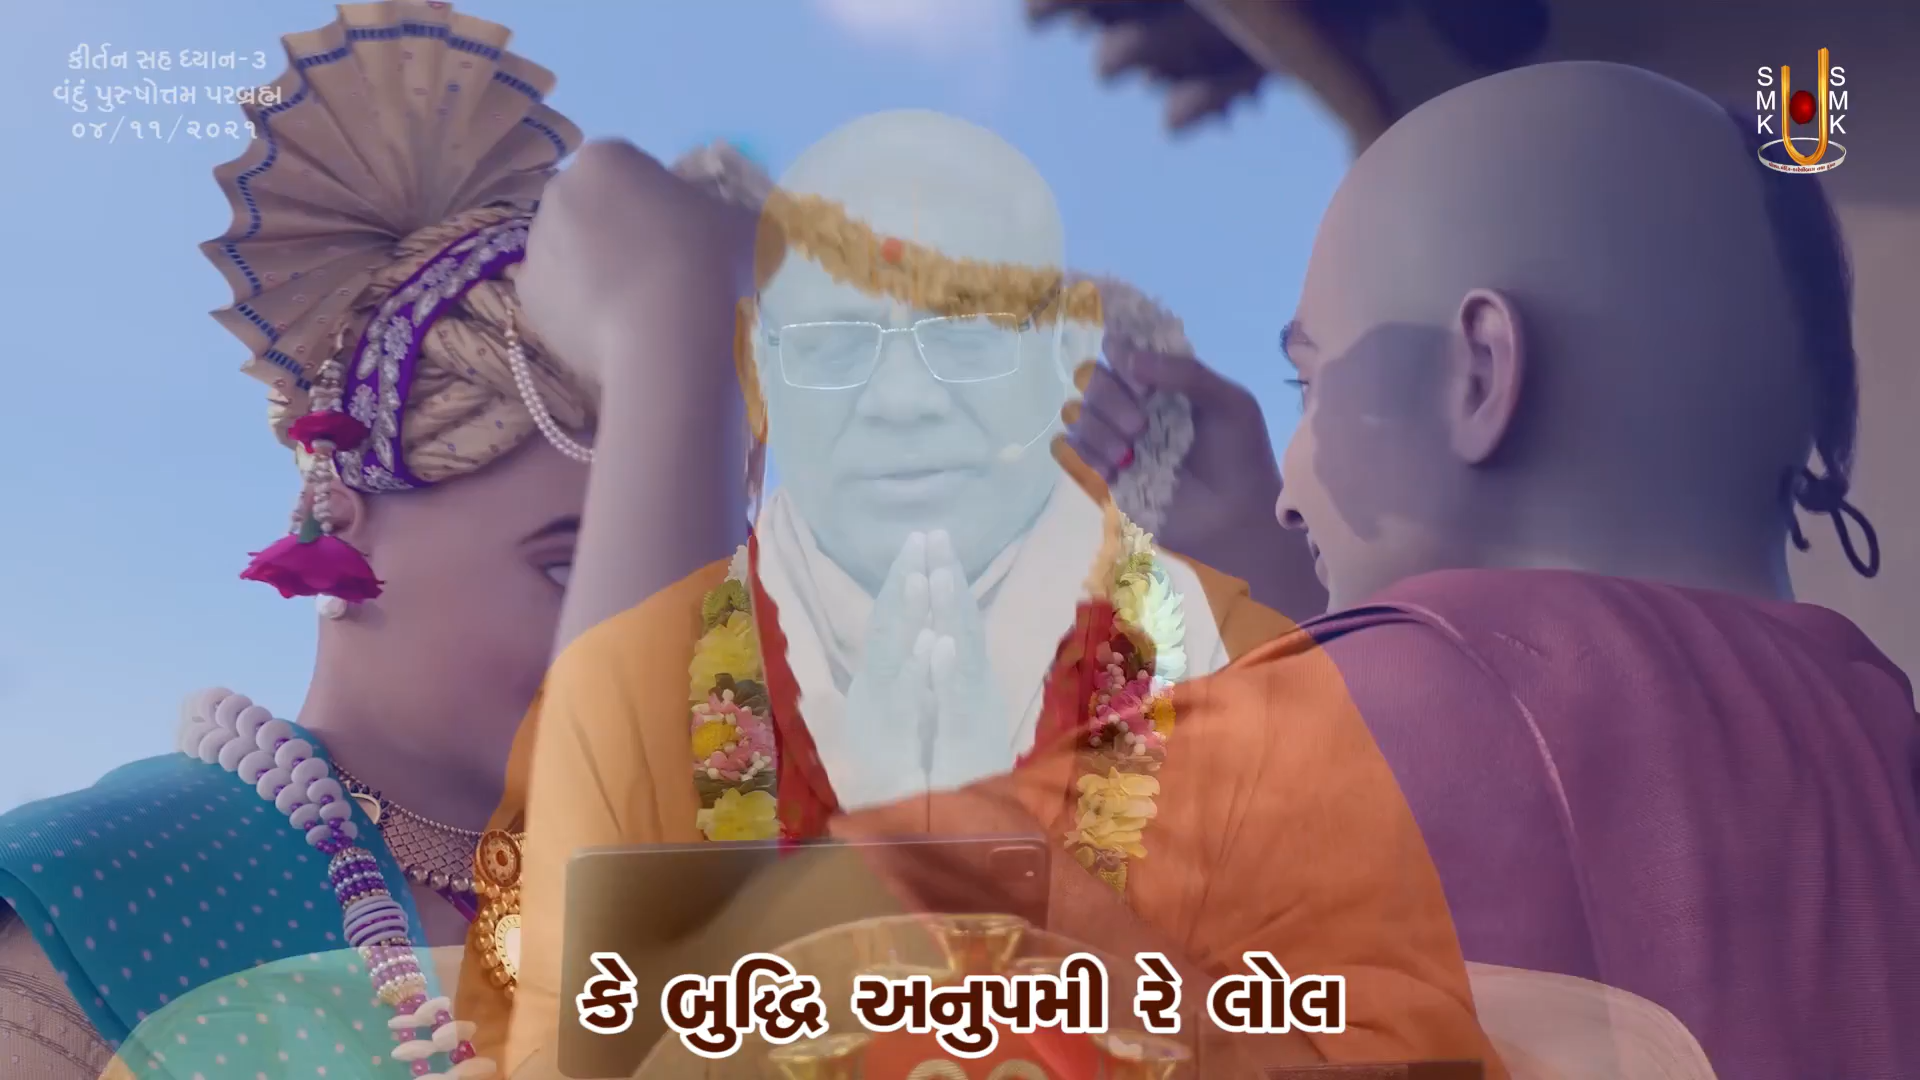 કીર્તન સહ ધ્યાન-૩
વંદું પુરુષોત્તમ પરબ્રહ્મ
૦૪/૧૧/૨૦૨૧
S S
M M
K K
કે બુદ્ધિ અનુપમી રે લોલ